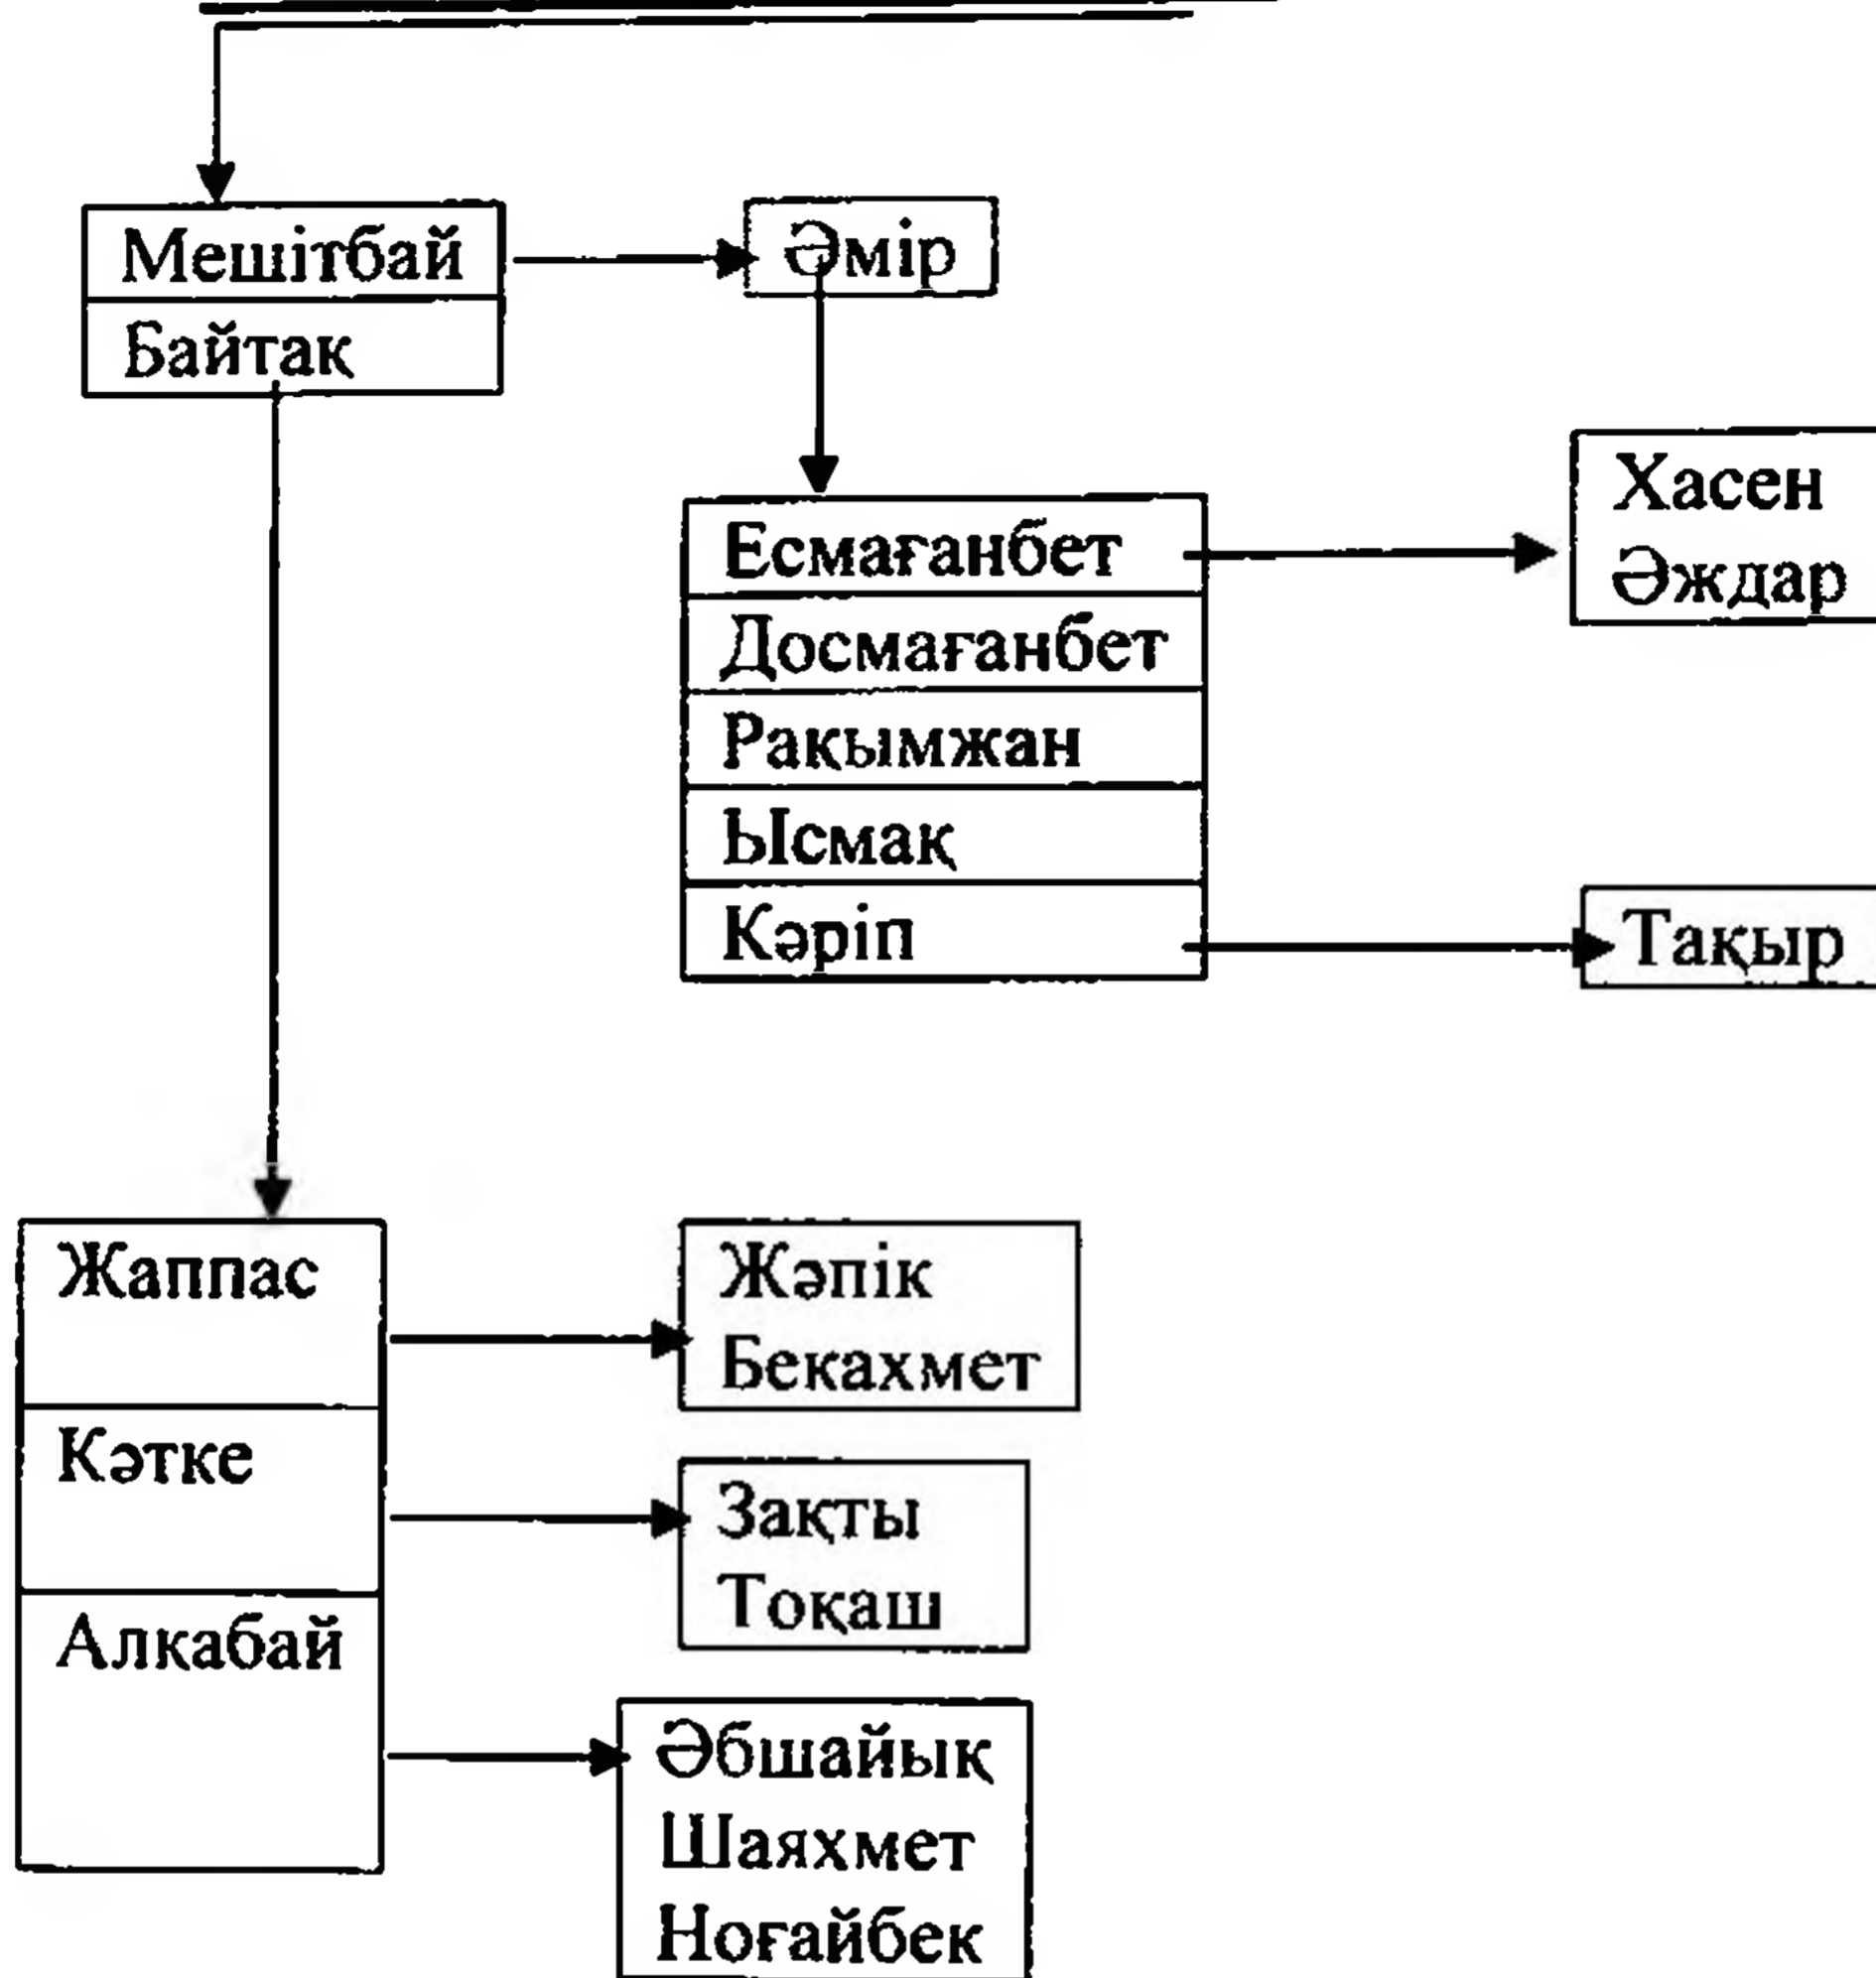 Мешітбай
Байтақ
Әмір
Есмағанбет
Досмағанбет
Рақымжан
Ысмақ
Кәріп
Хасен
Әждар
Тақыр
Жаппас
Кәтке
Алкабай
Жәпік
Бекахмет
Зақты
Тоқаш
Әбшайық
Шаяхмет
Ноғайбек